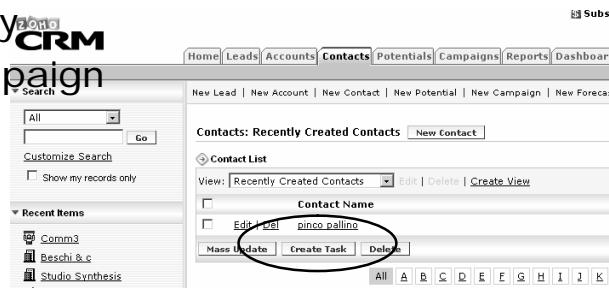 y
ZOHO
CRM
paign
Subs
Home Leads Accounts Contacts Potentials Campaigns Reports Dashboar
Search
New Lead | New Account | New Contact | New Potential | New Campaign | New Foreca
All
Go
Customize Search
Show my records only
Contacts: Recently Created Contacts New Contact
Contact List
View: Recently Created Contacts Edit | Delete | Create View
Contact Name
Edit | Del pinco pallino
Mass Update Create Task Delete
All A B C D E F G H I J K
Recent Items
Comm3
Beschi & c
Studio Synthesis